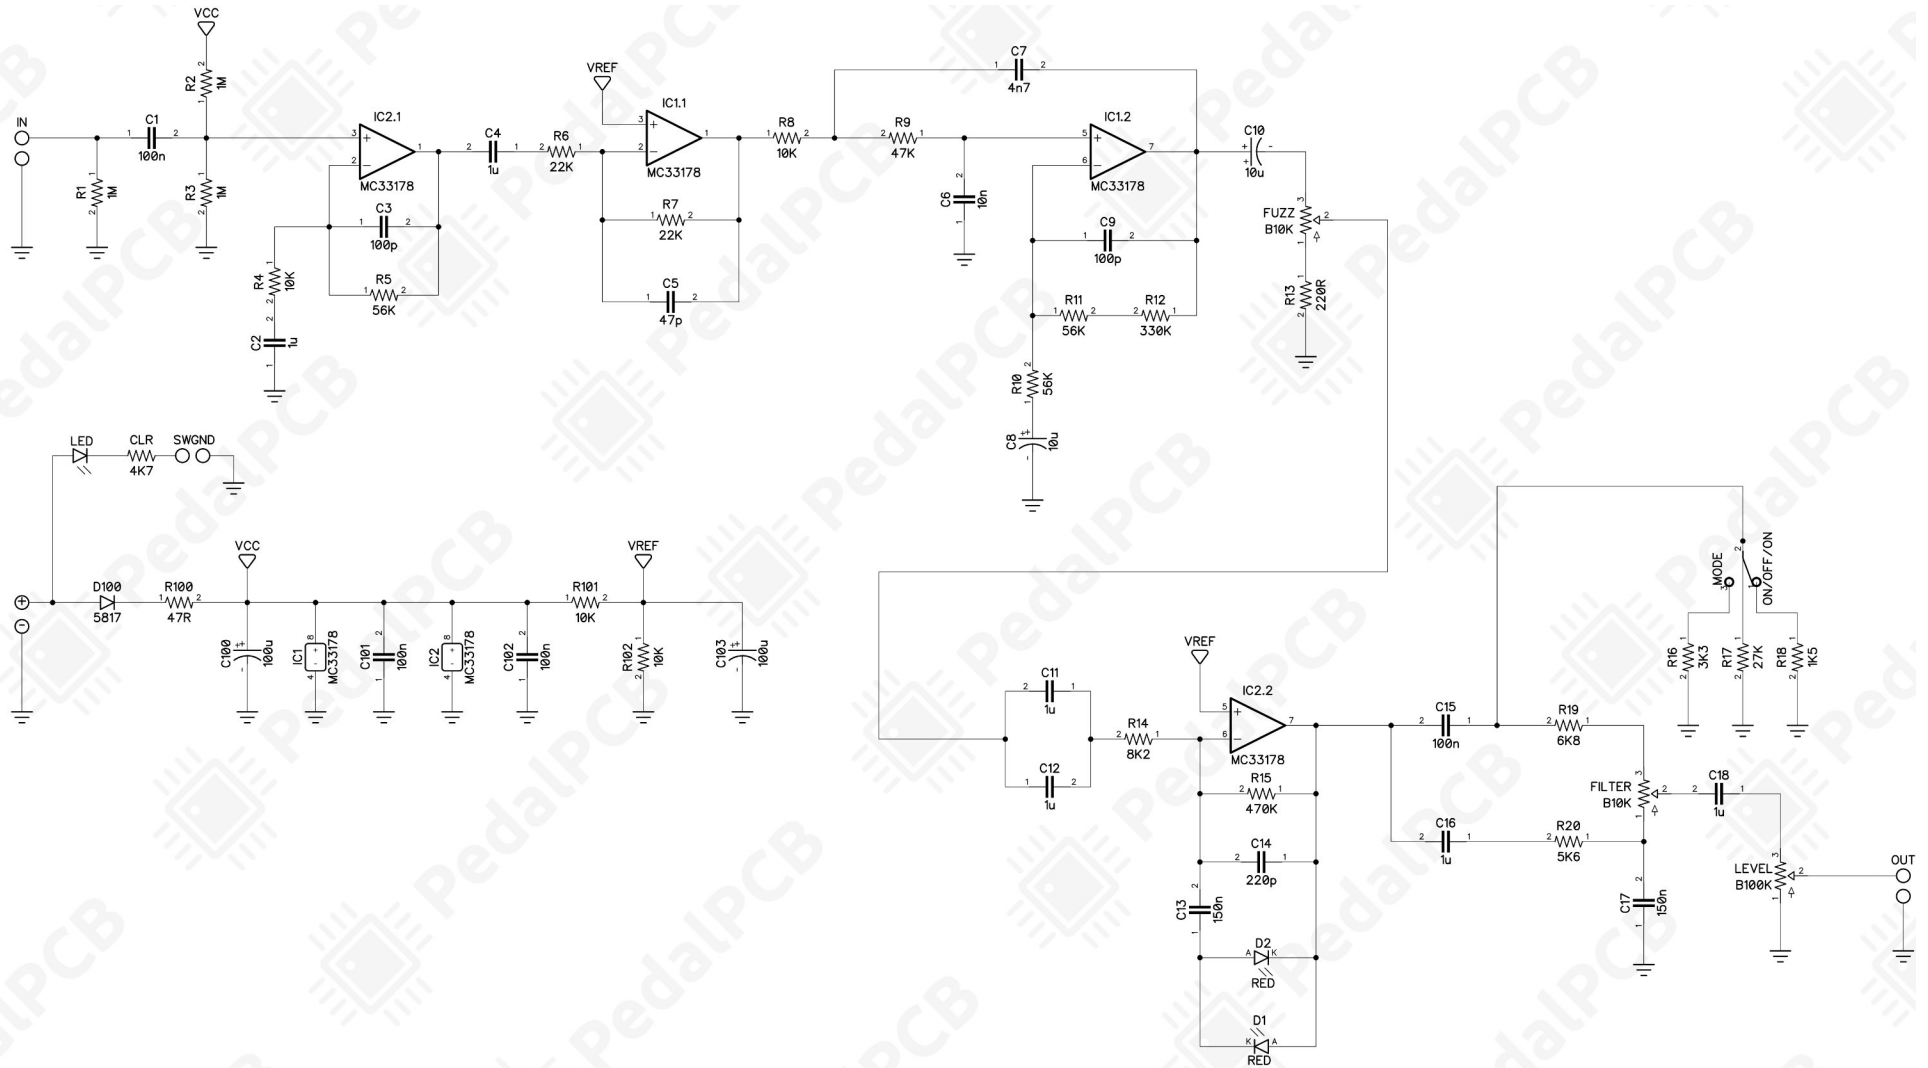 VCC
R2
1M
IN
C1
100n
R1
1M
R3
1M
IC2.1
MC33178
C3
100p
R4
10K
R5
56K
C2
1u
C4
1u
R6
22K
VREF
IC1.1
MC33178
R7
22K
C5
47p
R8
10K
C7
4n7
R9
47K
C6
10n
IC1.2
MC33178
C9
100p
R11
56K
R12
330K
R10
56K
C8
10u
C10
10u
FUZZ
B10K
R13
220R
LED
CLR
4K7
SWGND
D100
5817
R100
47R
VCC
C100
100u
IC1
MC33178
C101
100n
IC2
MC33178
C102
100n
R101
10K
VREF
R102
10K
C103
100u
C11
1u
C12
1u
R14
8K2
VREF
IC2.2
MC33178
R15
470K
C14
220p
C13
150n
D2
RED
D1
RED
C15
100n
C16
1u
R19
6K8
R20
5K6
MODE
ON/OFF/ON
R16
3K3
R17
27K
R18
1K5
FILTER
B10K
C17
150n
C18
1u
LEVEL
B100K
OUT
PedalPCB